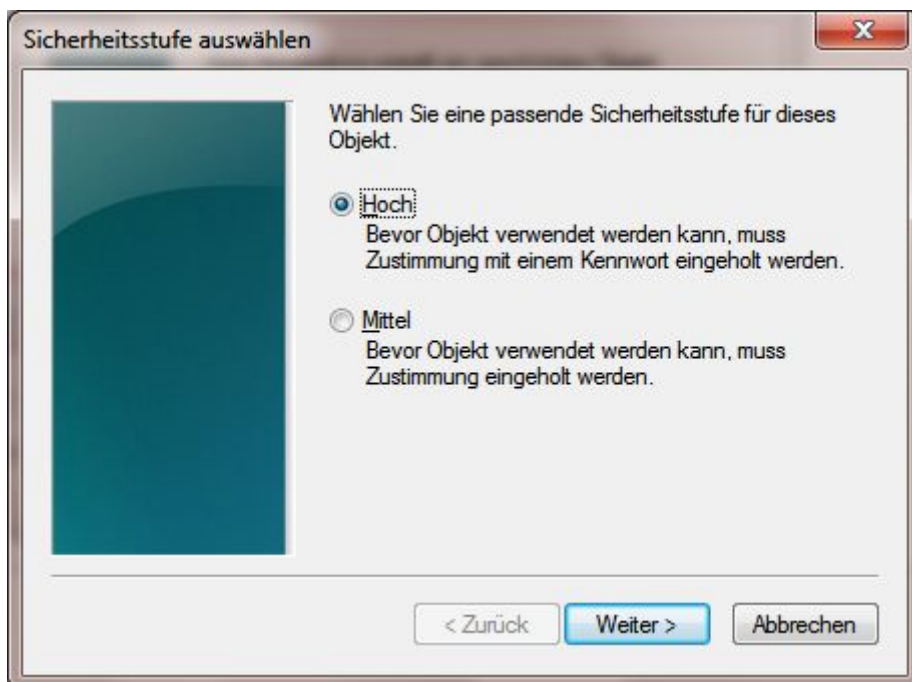 Sicherheitsstufe auswählen
Wählen Sie eine passende Sicherheitsstufe für dieses
Objekt.
Hoch
Bevor Objekt verwendet werden kann, muss
Zustimmung mit einem Kennwort eingeholt werden.
Mittel
Bevor Objekt verwendet werden kann, muss
Zustimmung eingeholt werden.
< Zurück Weiter > Abbrechen